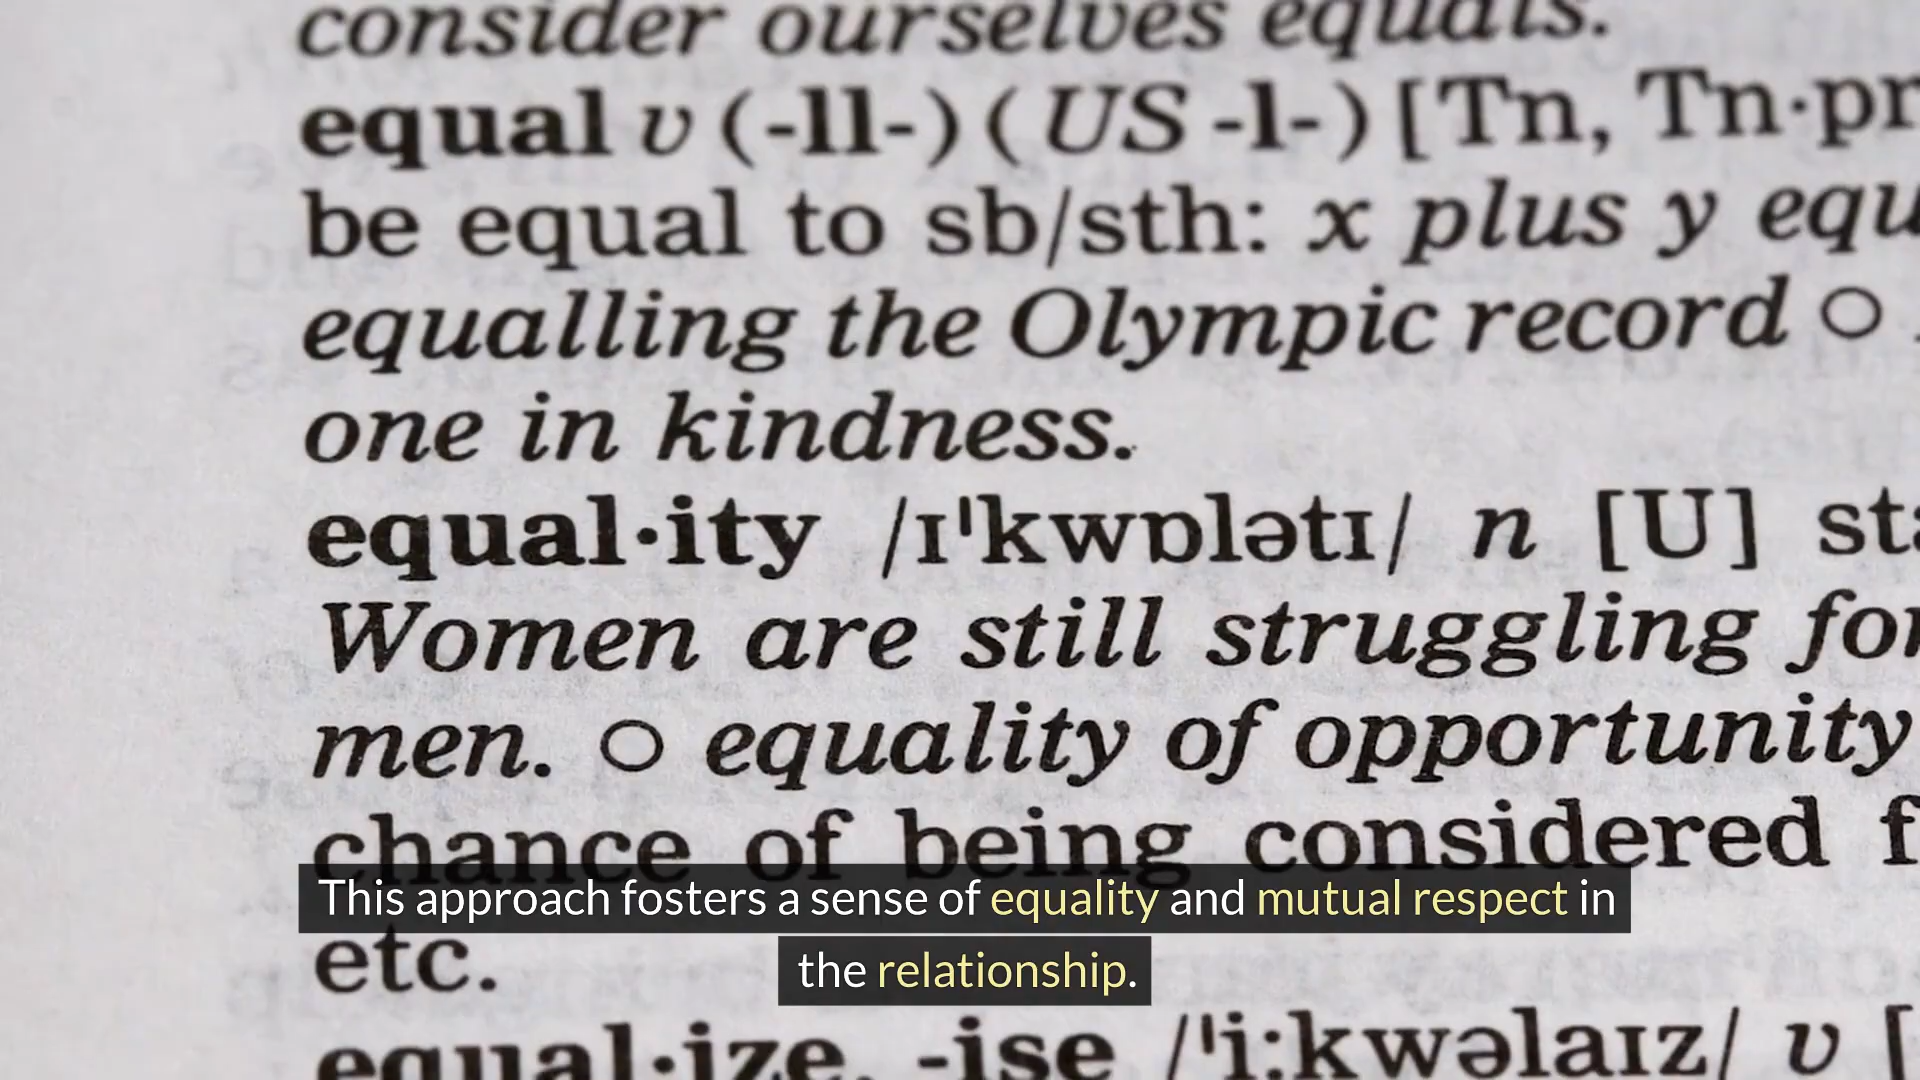 consider ourselves equals.
equal v (-ll-) (US -l-) [Tn, Tn·pr
be equal to sb/sth: x plus y equ
equalling the Olympic record ○
one in kindness.
equal·ity /ɪˈkwɒlətɪ/ n [U] sta
Women are still struggling for
men. ○ equality of opportunity
chance of being considered f
This approach fosters a sense of equality and mutual respect in
etc.
the relationship.
equal·ize, -ise /ˈiːkwəlaɪz/ v [